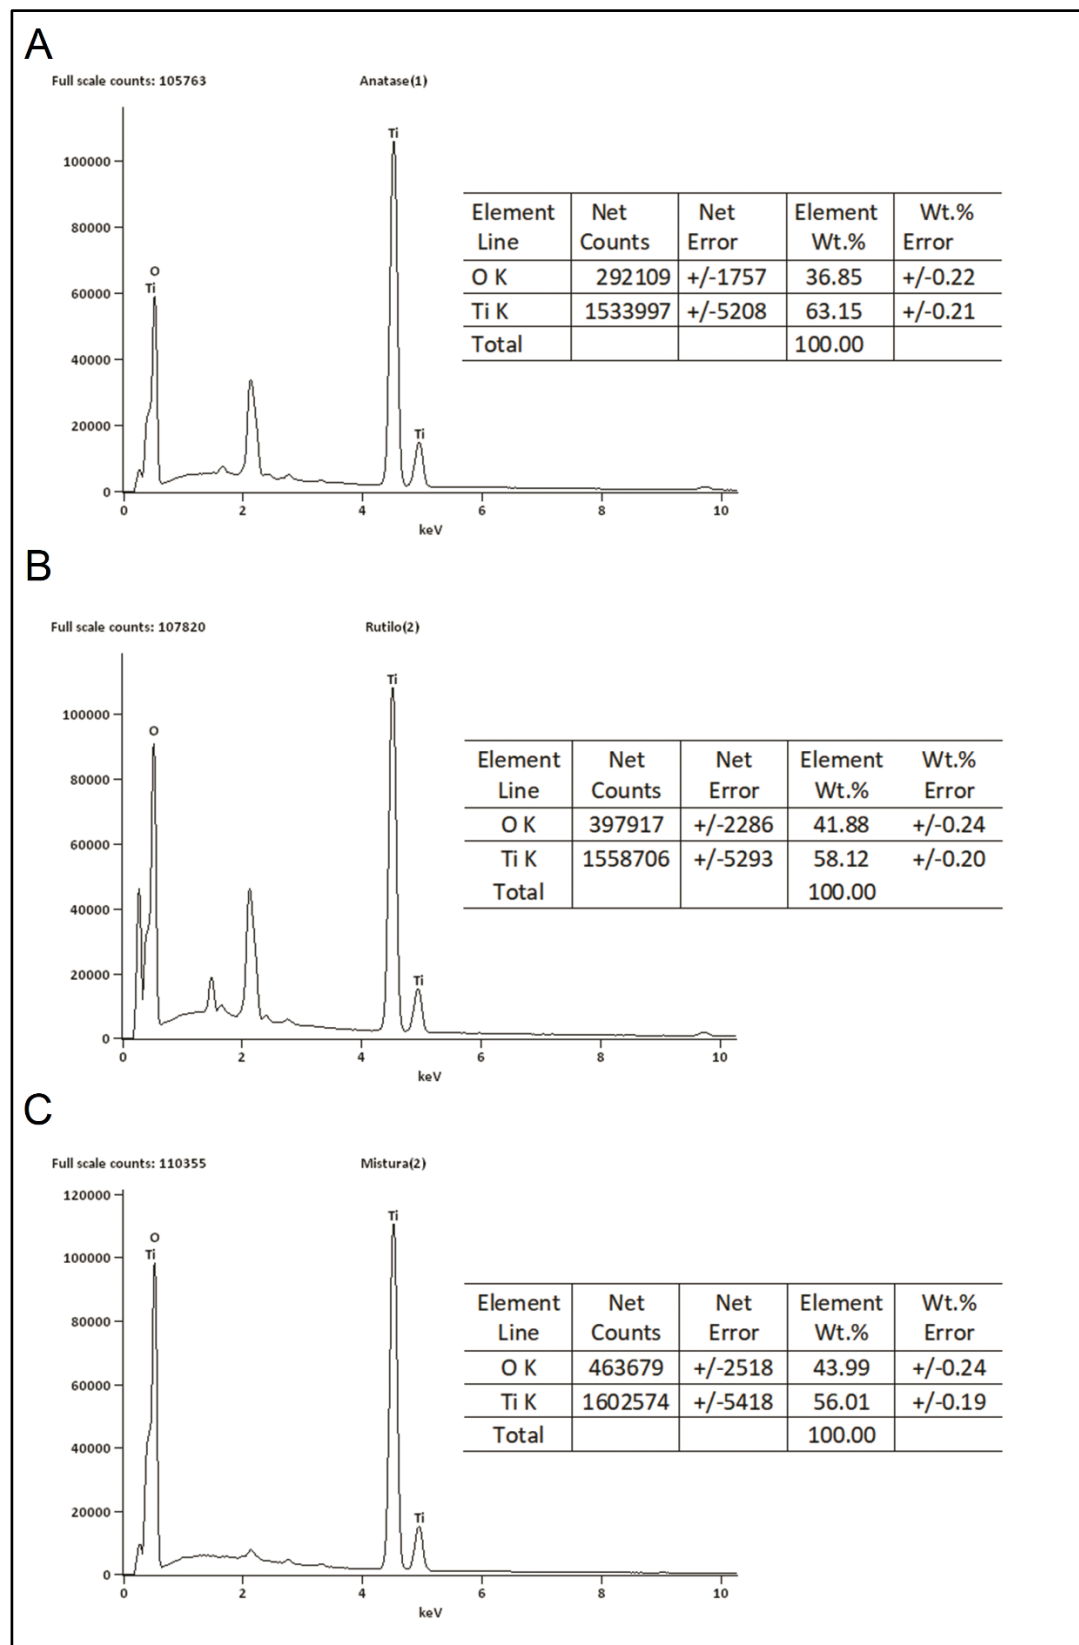 A
Full scale counts: 105763
Anatase(1)
Ti
100000
80000
60000
40000
20000
0
O
Ti
Ti
0 2 4 6 8 10
keV
Element Line Net Counts Net Error Element Wt.% Wt.% Error
O K 292109 +/-1757 36.85 +/-0.22
Ti K 1533997 +/-5208 63.15 +/-0.21
Total 100.00
B
Full scale counts: 107820
Rutilo(2)
Ti
100000
80000
60000
40000
20000
0
O
Ti
0 2 4 6 8 10
keV
Element Line Net Counts Net Error Element Wt.% Wt.% Error
O K 397917 +/-2286 41.88 +/-0.24
Ti K 1558706 +/-5293 58.12 +/-0.20
Total 100.00
C
Full scale counts: 110355
Mistura(2)
120000
100000
80000
60000
40000
20000
0
Ti
O
Ti
Ti
0 2 4 6 8 10
keV
Element Line Net Counts Net Error Element Wt.% Wt.% Error
O K 463679 +/-2518 43.99 +/-0.24
Ti K 1602574 +/-5418 56.01 +/-0.19
Total 100.00